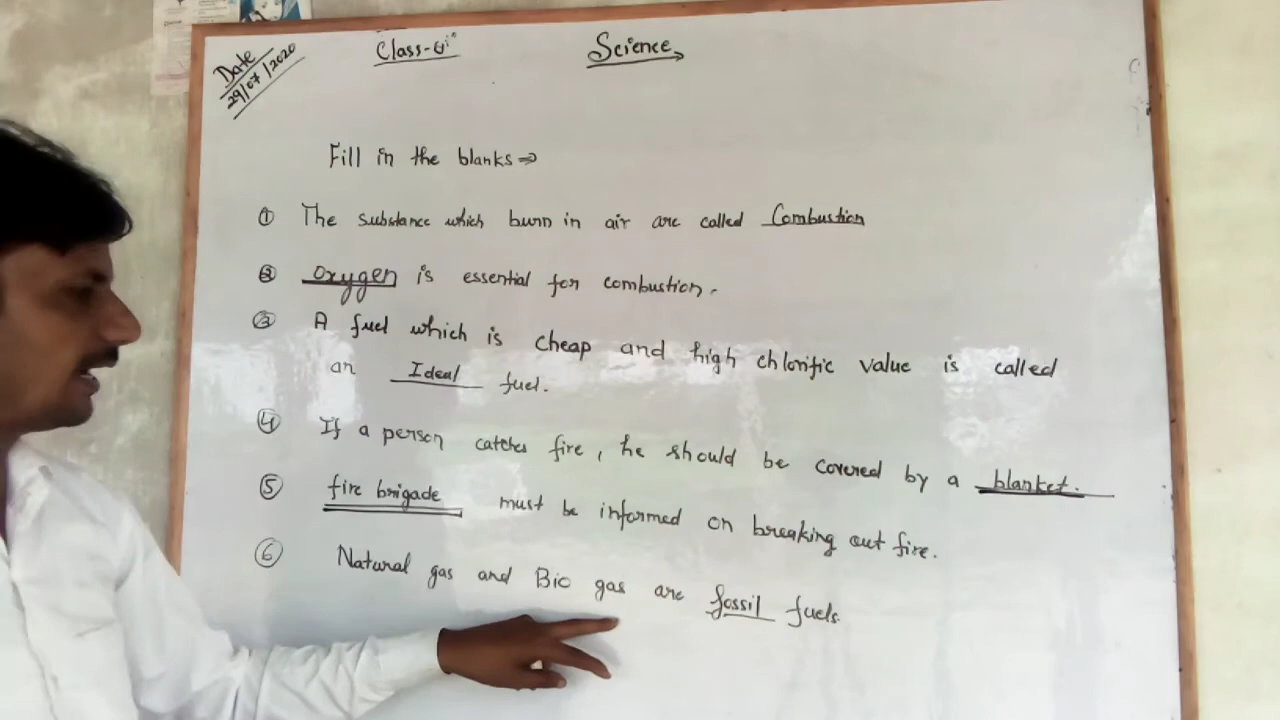 Date
29/07/2020
Class-
Science
Fill in the blanks ⇒
① The substance which burn in air are called Combustion
② oxygen is essential for combustion.
③ A fuel which is cheap and high chlorific value is called
an Ideal fuel.
④ If a person catches fire, he should be covered by a blanket.
⑤ fire brigade must be informed on breaking out fire.
⑥ Natural gas and Bio gas are fossil fuels.